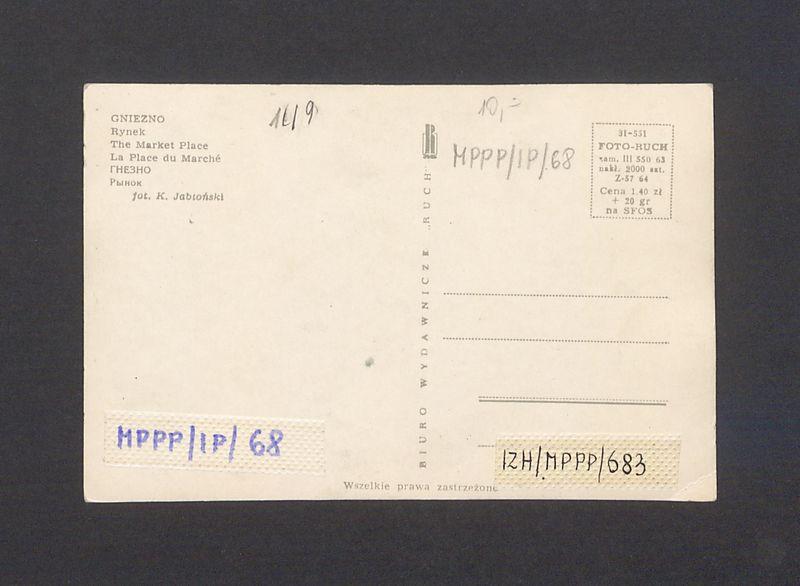 GNIEZNO
Rynek
The Market Place
La Place du Marché
ГНЕЗНО
Рынок
fot. K. Jabłoński
14/9
10,-
MPPP/IP/68
31-551
FOTO-RUCH
zam. III 550 63
nakł. 2000 szt.
Z-57 64
Cena 1.40 zł
+ 20 gr
na SFOS
BIURO WYDAWNICZE „RUCH"
MPPP/IP/68
IZH/MPPP/683
Wszelkie prawa zastrzeżone